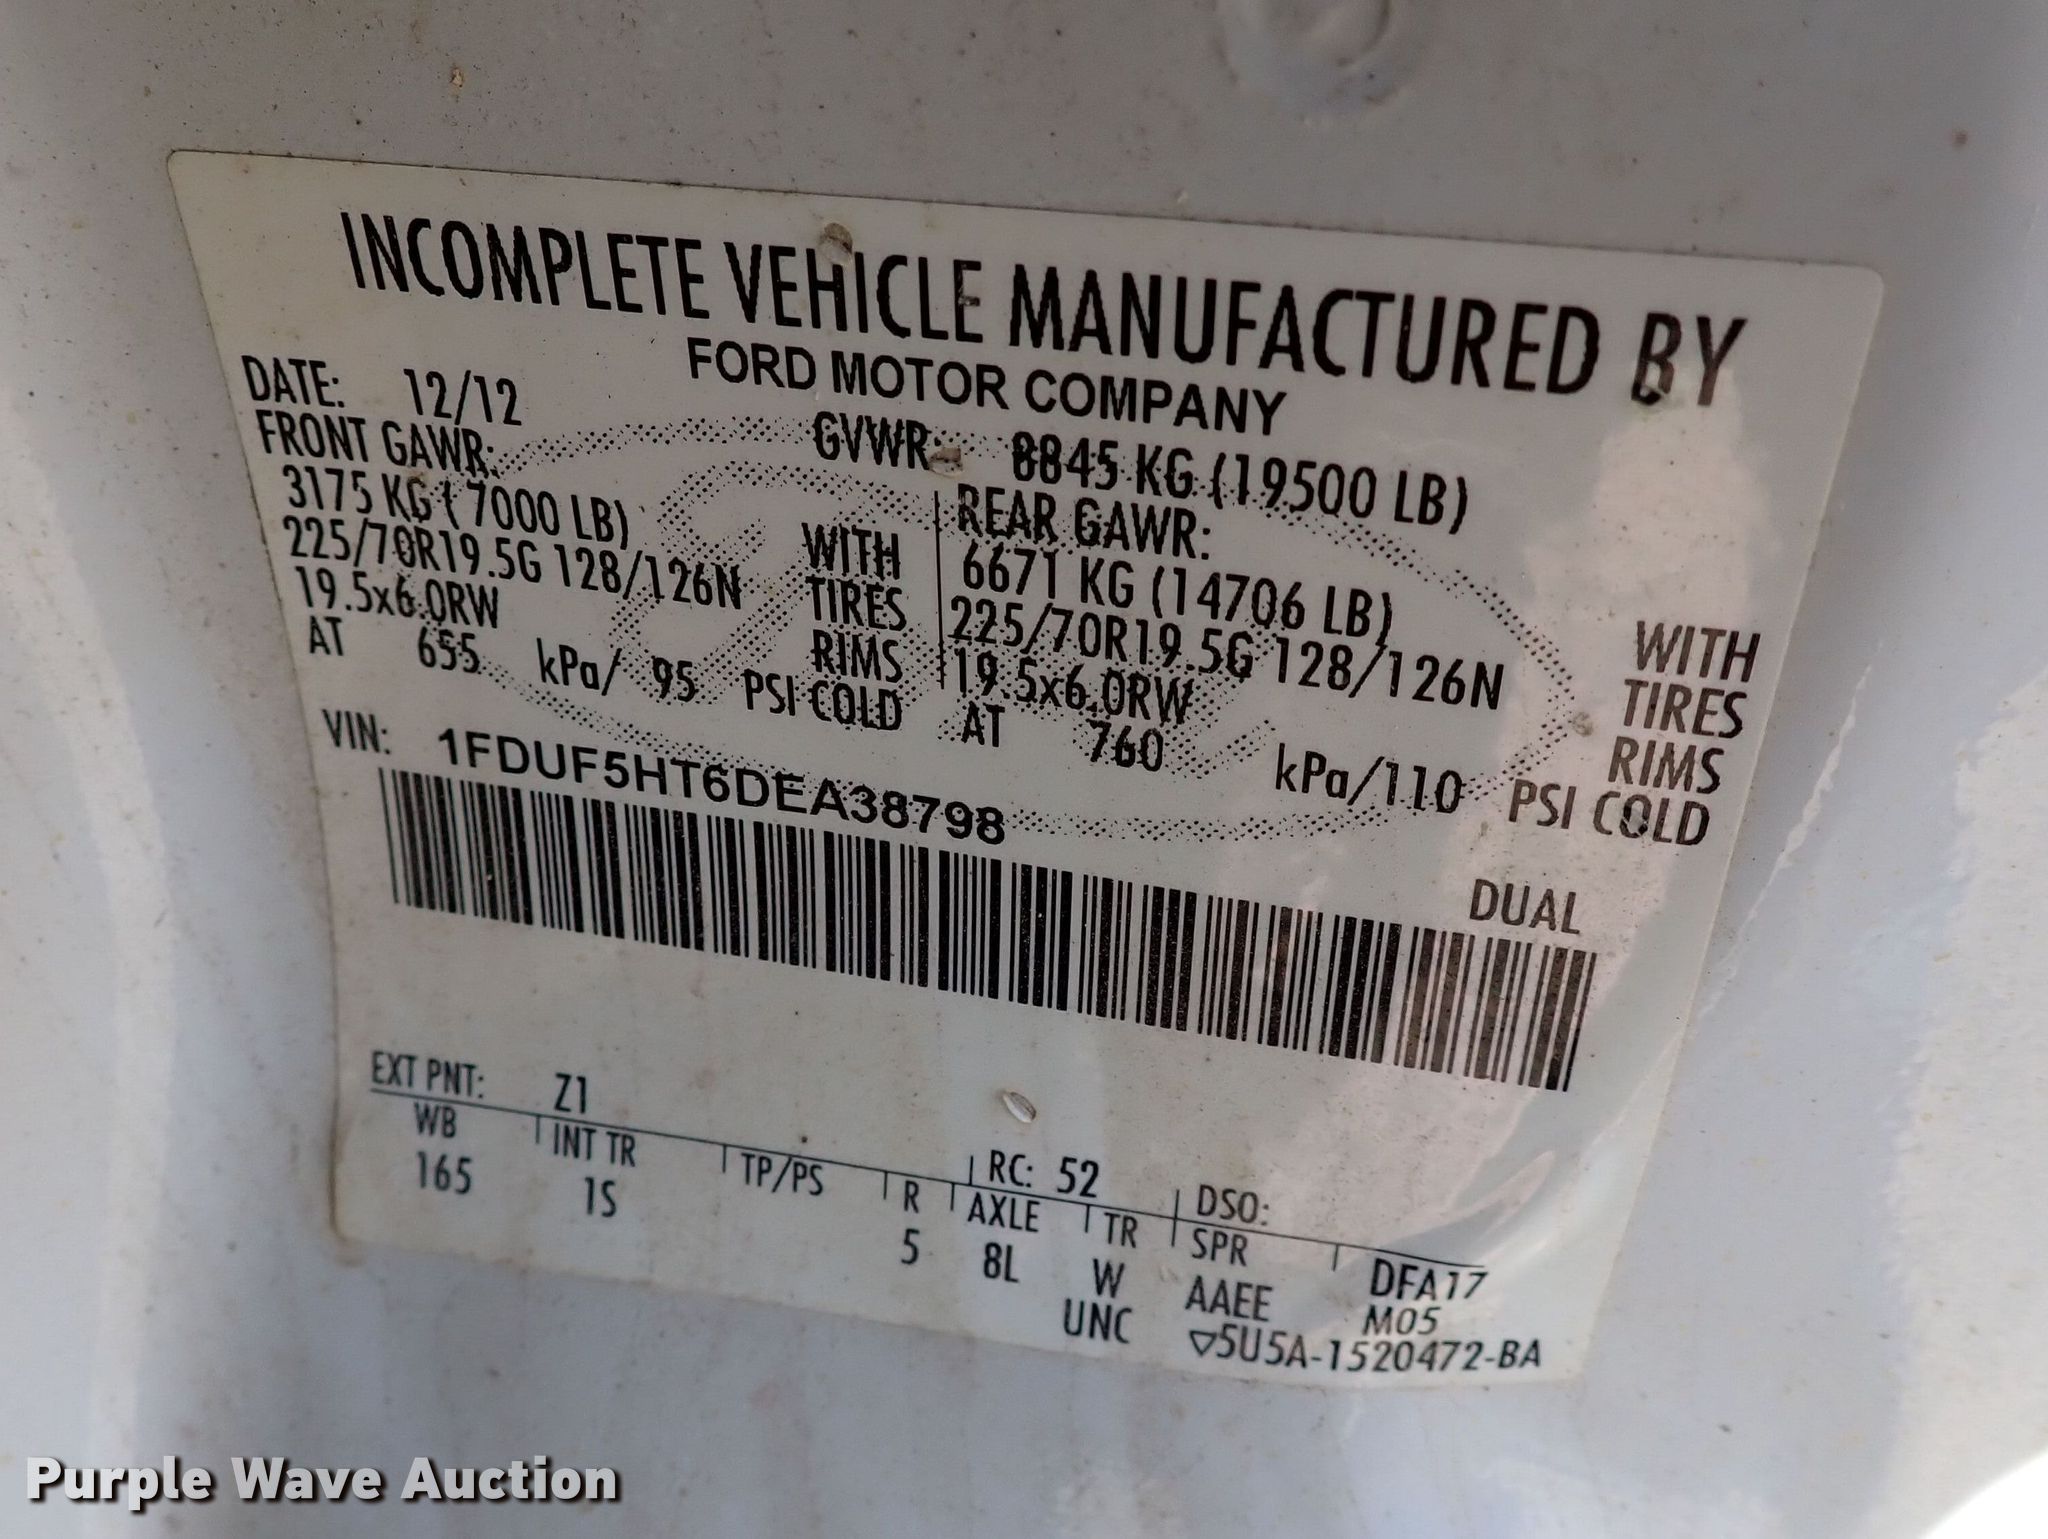 INCOMPLETE VEHICLE MANUFACTURED BY
FORD MOTOR COMPANY
DATE: 12/12 GVWR: 8845 KG (19500 LB)
FRONT GAWR: REAR GAWR:
3175 KG ( 7000 LB) WITH 6671 KG (14706 LB) WITH
225/70R19.5G 128/126N TIRES 225/70R19.5G 128/126N TIRES
19.5x6.0RW RIMS 19.5x6.0RW RIMS
AT 655 kPa/ 95 PSI COLD AT 760 kPa/110 PSI COLD
VIN: 1FDUF5HT6DEA38798
DUAL
EXT PNT: Z1 RC: 52 DSO:
WB INT TR TP/PS R AXLE TR SPR DFA17
165 1S 5 8L W AAEE M05
UNC ▽5U5A-1520472-BA
Purple Wave Auction